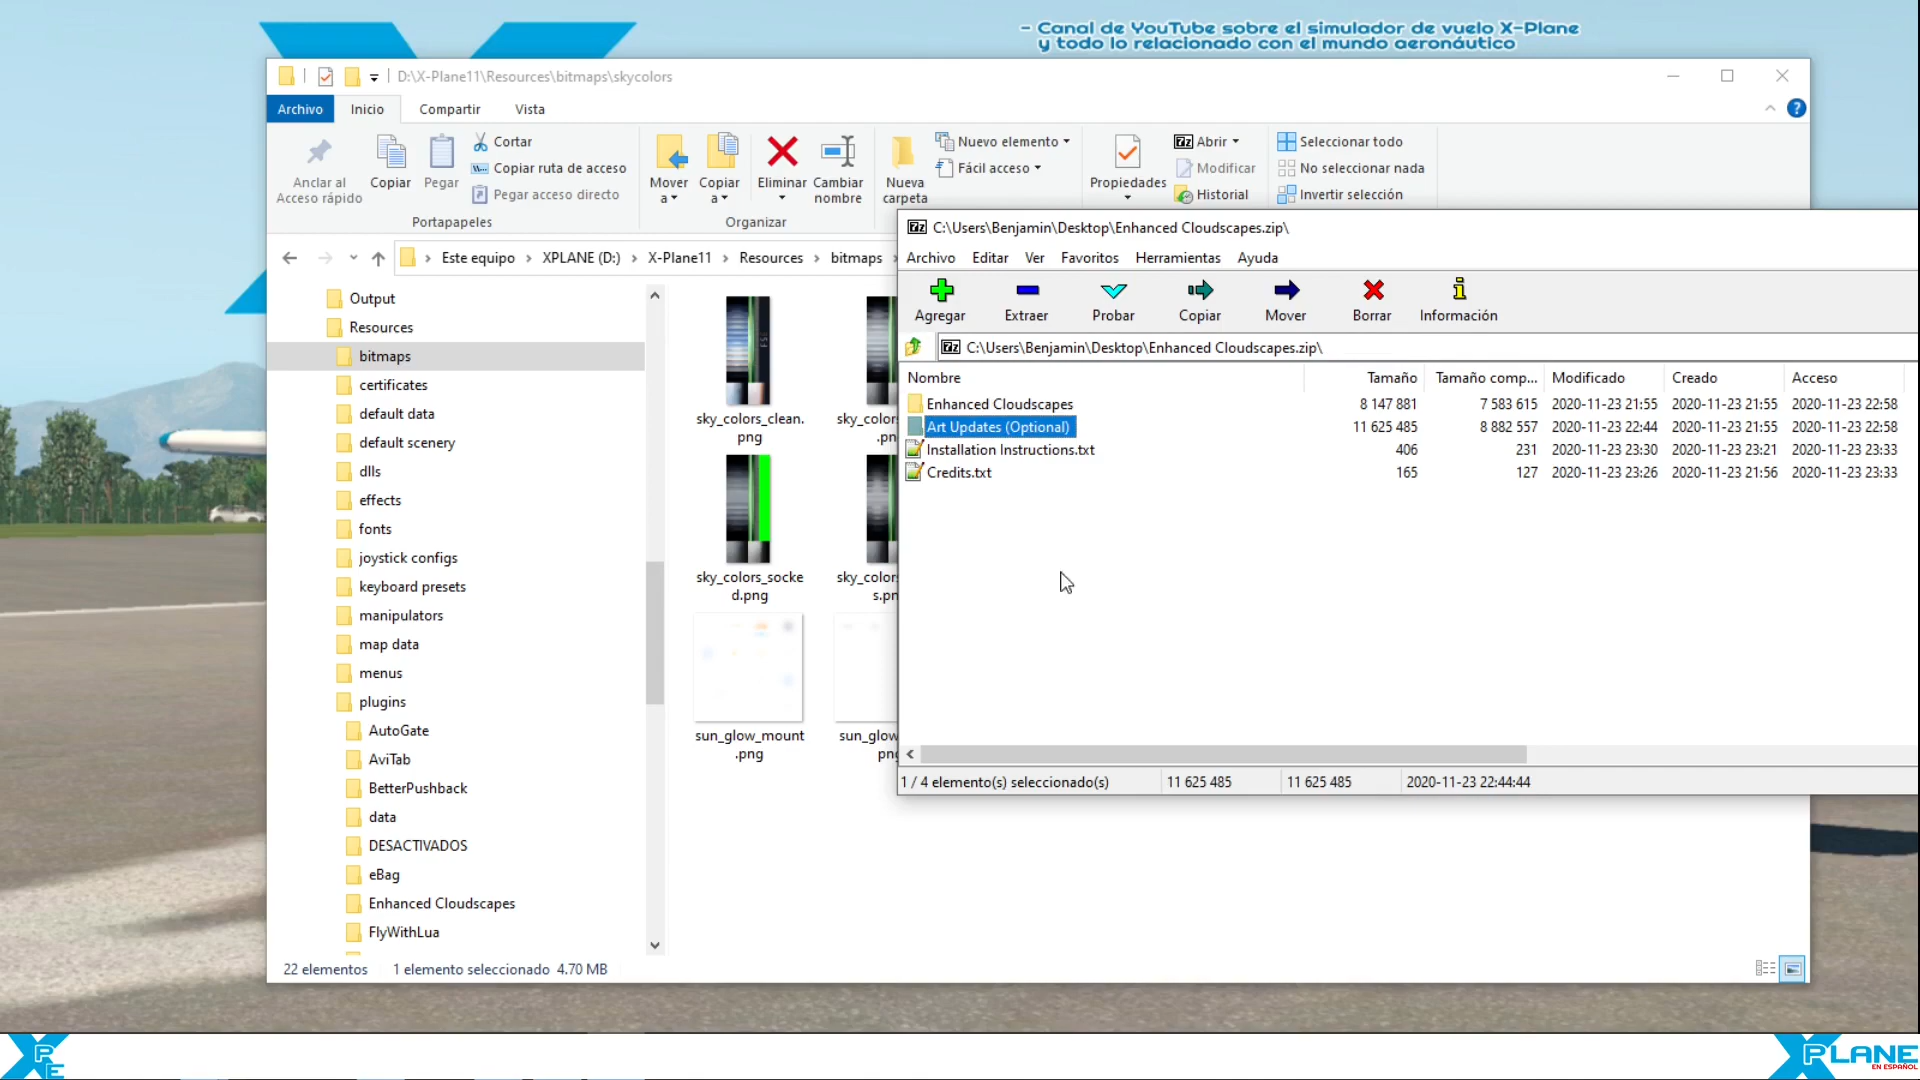 - Canal de YouTube sobre el simulador de vuelo X-Plane
y todo lo relacionado con el mundo aeronáutico
D:\X-Plane11\Resources\bitmaps\skycolors
Archivo Inicio Compartir Vista
Anclar al
Acceso rápido
Copiar
Pegar
Cortar
Copiar ruta de acceso
Pegar acceso directo
Portapapeles
Mover
a
Copiar
a
Eliminar
Cambiar
nombre
Organizar
Nueva
carpeta
Nuevo elemento
Fácil acceso
Propiedades
Abrir
Modificar
Historial
Seleccionar todo
No seleccionar nada
Invertir selección
Este equipo > XPLANE (D:) > X-Plane11 > Resources > bitmaps
Output
Resources
bitmaps
certificates
default data
default scenery
dlls
effects
fonts
joystick configs
keyboard presets
manipulators
map data
menus
plugins
AutoGate
AviTab
BetterPushback
data
DESACTIVADOS
eBag
Enhanced Cloudscapes
FlyWithLua
sky_colors_clean.
png
sky_colors_socke
d.png
sun_glow_mount
.png
22 elementos 1 elemento seleccionado 4.70 MB
C:\Users\Benjamin\Desktop\Enhanced Cloudscapes.zip\
Archivo Editar Ver Favoritos Herramientas Ayuda
Agregar Extraer Probar Copiar Mover Borrar Información
C:\Users\Benjamin\Desktop\Enhanced Cloudscapes.zip\
Nombre Tamaño Tamaño comp... Modificado Creado Acceso
Enhanced Cloudscapes 8 147 881 7 583 615 2020-11-23 21:55 2020-11-23 21:55 2020-11-23 22:58
Art Updates (Optional) 11 625 485 8 882 557 2020-11-23 22:44 2020-11-23 21:55 2020-11-23 22:58
Installation Instructions.txt 406 231 2020-11-23 23:30 2020-11-23 23:21 2020-11-23 23:33
Credits.txt 165 127 2020-11-23 23:26 2020-11-23 21:56 2020-11-23 23:33
1 / 4 elemento(s) seleccionado(s) 11 625 485 11 625 485 2020-11-23 22:44:44
XPE
XPLANE
EN ESPAÑOL